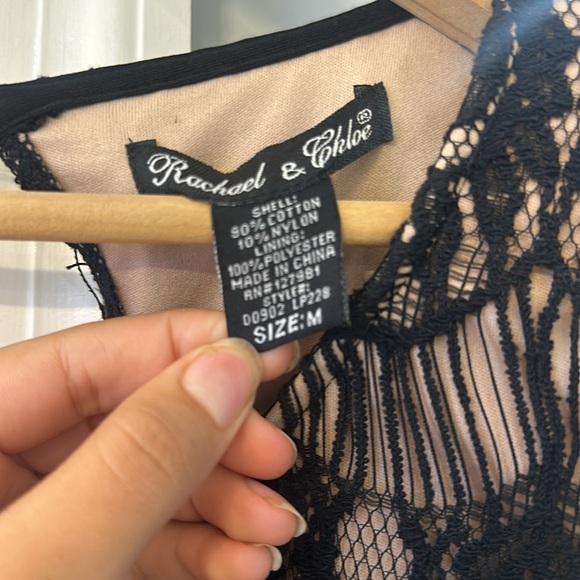 Rachael & Chloe®
SHELL:
90% COTTON
10% NYLON
LINING:
100% POLYESTER
MADE IN CHINA
RN#127981
STYLE#:
D0902 LP228
SIZE:M